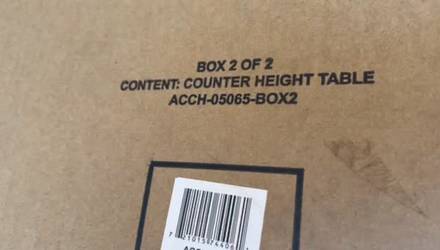 BOX 2 OF 2
CONTENT: COUNTER HEIGHT TABLE
ACCH-05065-BOX2